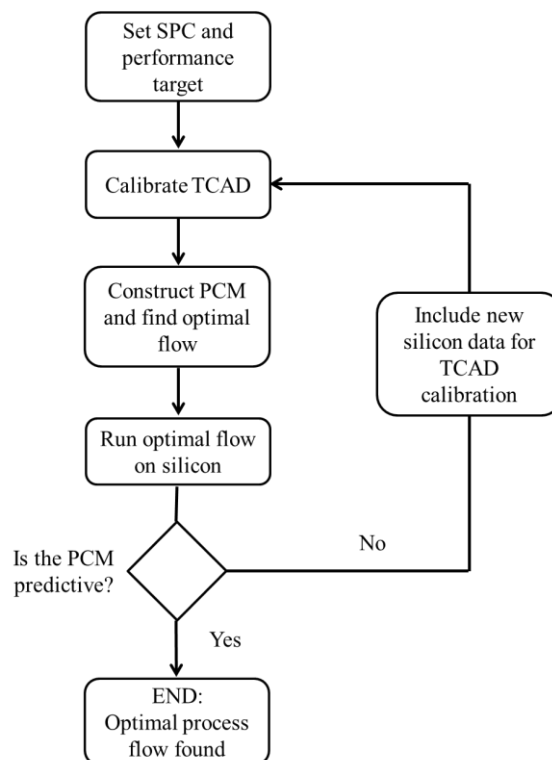 Set SPC and
performance
target
Calibrate TCAD
Construct PCM
and find optimal
flow
Include new
silicon data for
TCAD
calibration
Run optimal flow
on silicon
Is the PCM
predictive?
No
Yes
END:
Optimal process
flow found